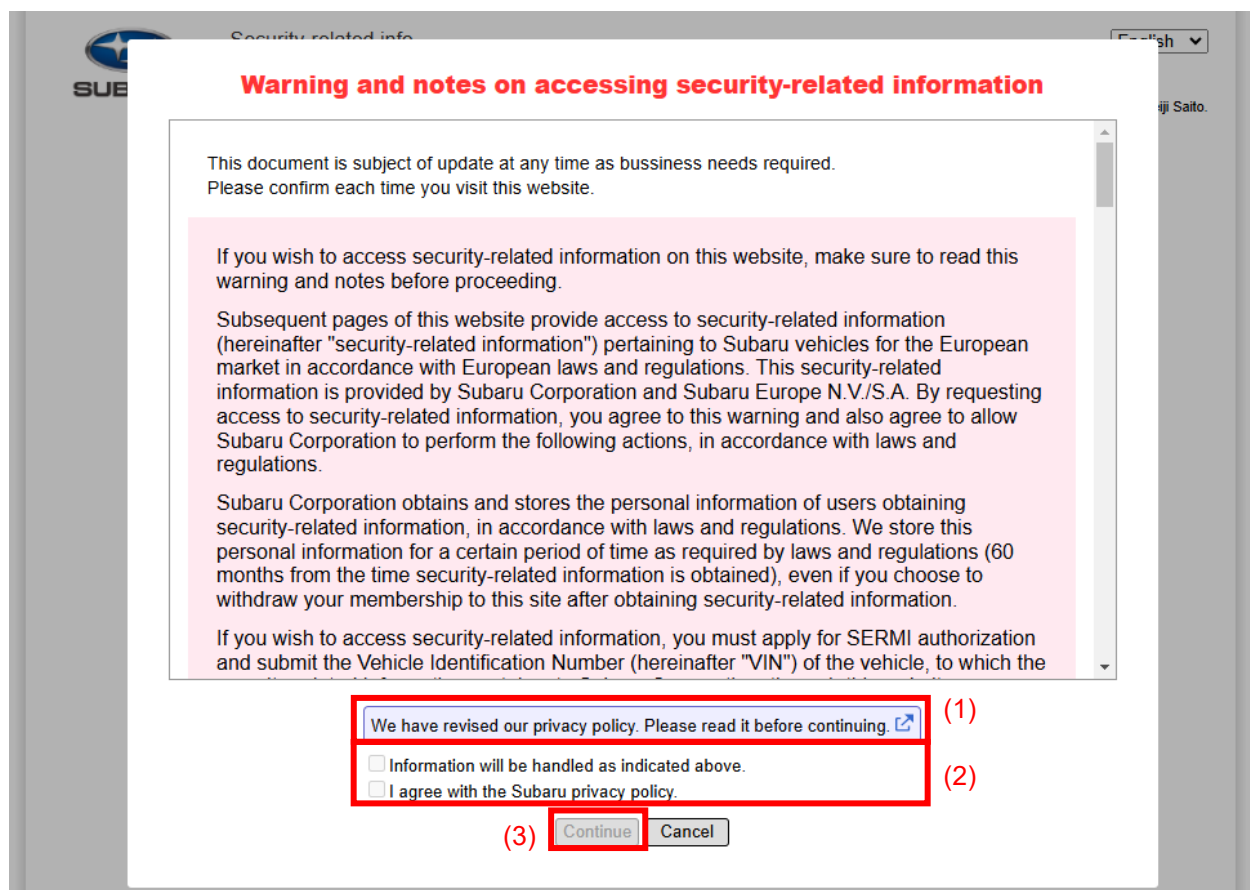 Security-related info
English
SUB
eiji Saito.
Warning and notes on accessing security-related information
This document is subject of update at any time as bussiness needs required.
Please confirm each time you visit this website.
If you wish to access security-related information on this website, make sure to read this
warning and notes before proceeding.
Subsequent pages of this website provide access to security-related information
(hereinafter "security-related information") pertaining to Subaru vehicles for the European
market in accordance with European laws and regulations. This security-related
information is provided by Subaru Corporation and Subaru Europe N.V./S.A. By requesting
access to security-related information, you agree to this warning and also agree to allow
Subaru Corporation to perform the following actions, in accordance with laws and
regulations.
Subaru Corporation obtains and stores the personal information of users obtaining
security-related information, in accordance with laws and regulations. We store this
personal information for a certain period of time as required by laws and regulations (60
months from the time security-related information is obtained), even if you choose to
withdraw your membership to this site after obtaining security-related information.
If you wish to access security-related information, you must apply for SERMI authorization
and submit the Vehicle Identification Number (hereinafter "VIN") of the vehicle, to which the
We have revised our privacy policy. Please read it before continuing.
(1)
Information will be handled as indicated above.
I agree with the Subaru privacy policy.
(2)
(3)
Continue
Cancel